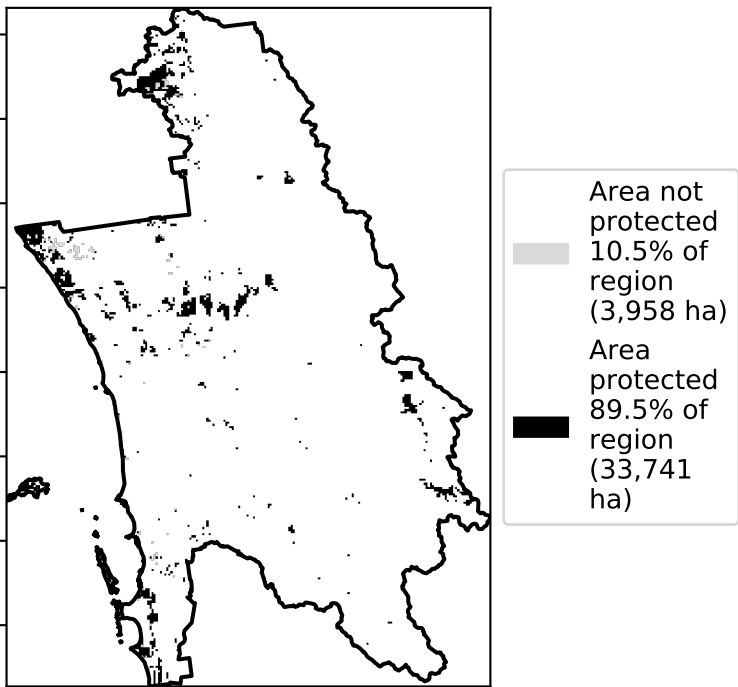 Area not
protected
10.5% of
region
(3,958 ha)
Area
protected
89.5% of
region
(33,741
ha)